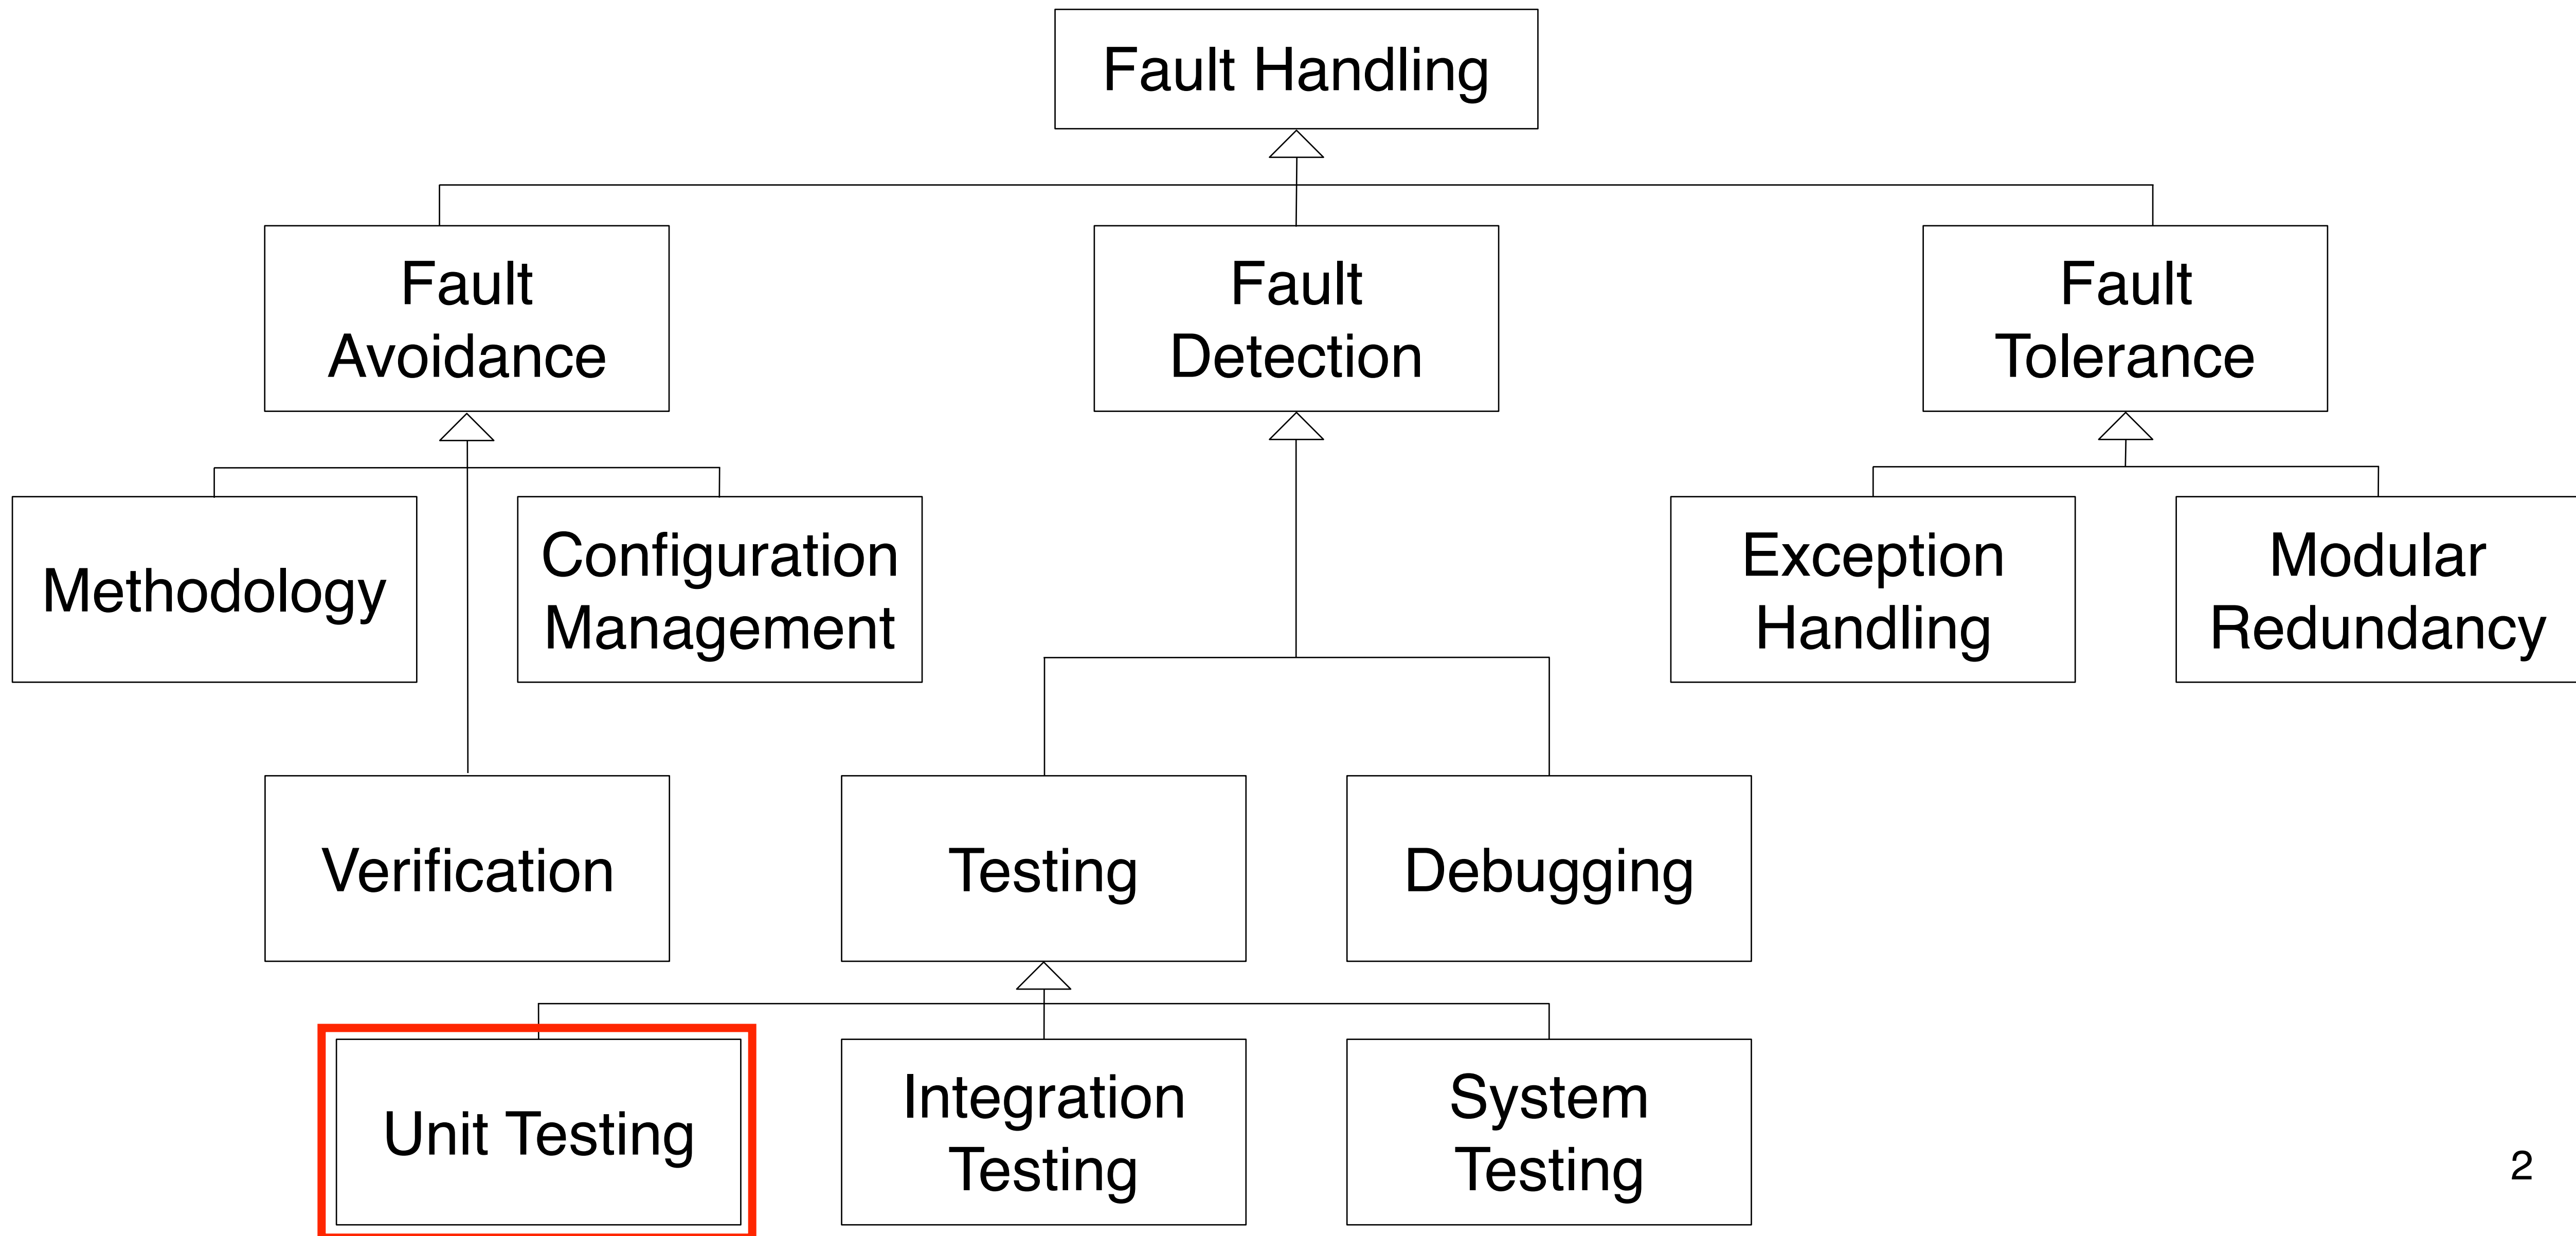 Fault Handling
Fault
Avoidance
Fault
Detection
Fault
Tolerance
Methodology
Configuration
Management
Exception
Handling
Modular
Redundancy
Verification
Testing
Debugging
Unit Testing
Integration
Testing
System
Testing
2